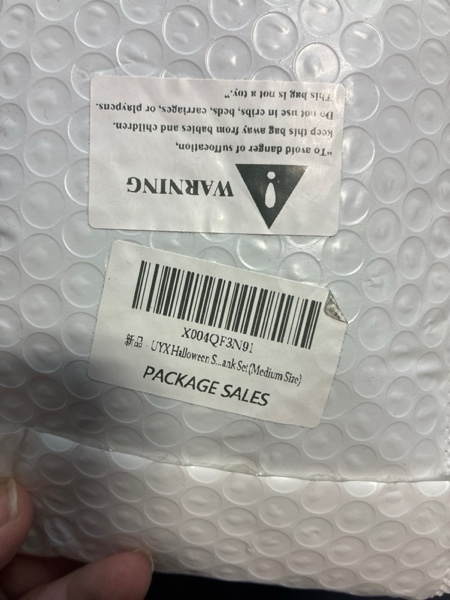 WARNING
"To avoid danger of suffocation,
keep this bag away from babies and children.
Do not use in cribs, beds, carriages, or playpens.
This bag is not a toy."
X004QF3N91
新品 - UYX Halloween S...ank Set(Medium Size)
PACKAGE SALES